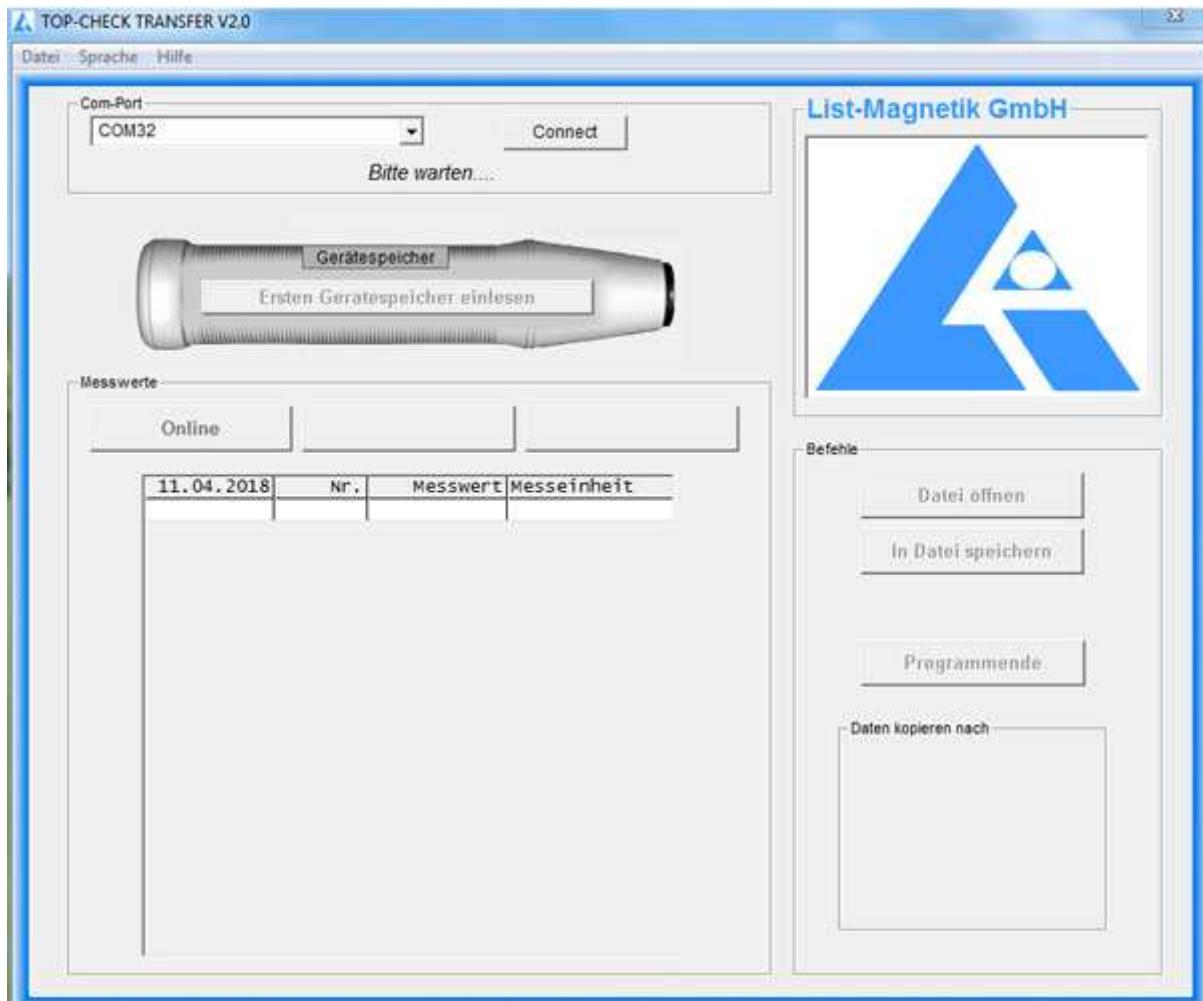 TOP-CHECK TRANSFER V2.0
Datei Sprache Hilfe
Com-Port
COM32
Connect
Bitte warten....
List-Magnetik GmbH
Gerätespeicher
Ersten Gerätespeicher einlesen
Messwerte
Online
11.04.2018 Nr. Messwert Messeinheit
Befehle
Datei öffnen
In Datei speichern
Programmende
Daten kopieren nach